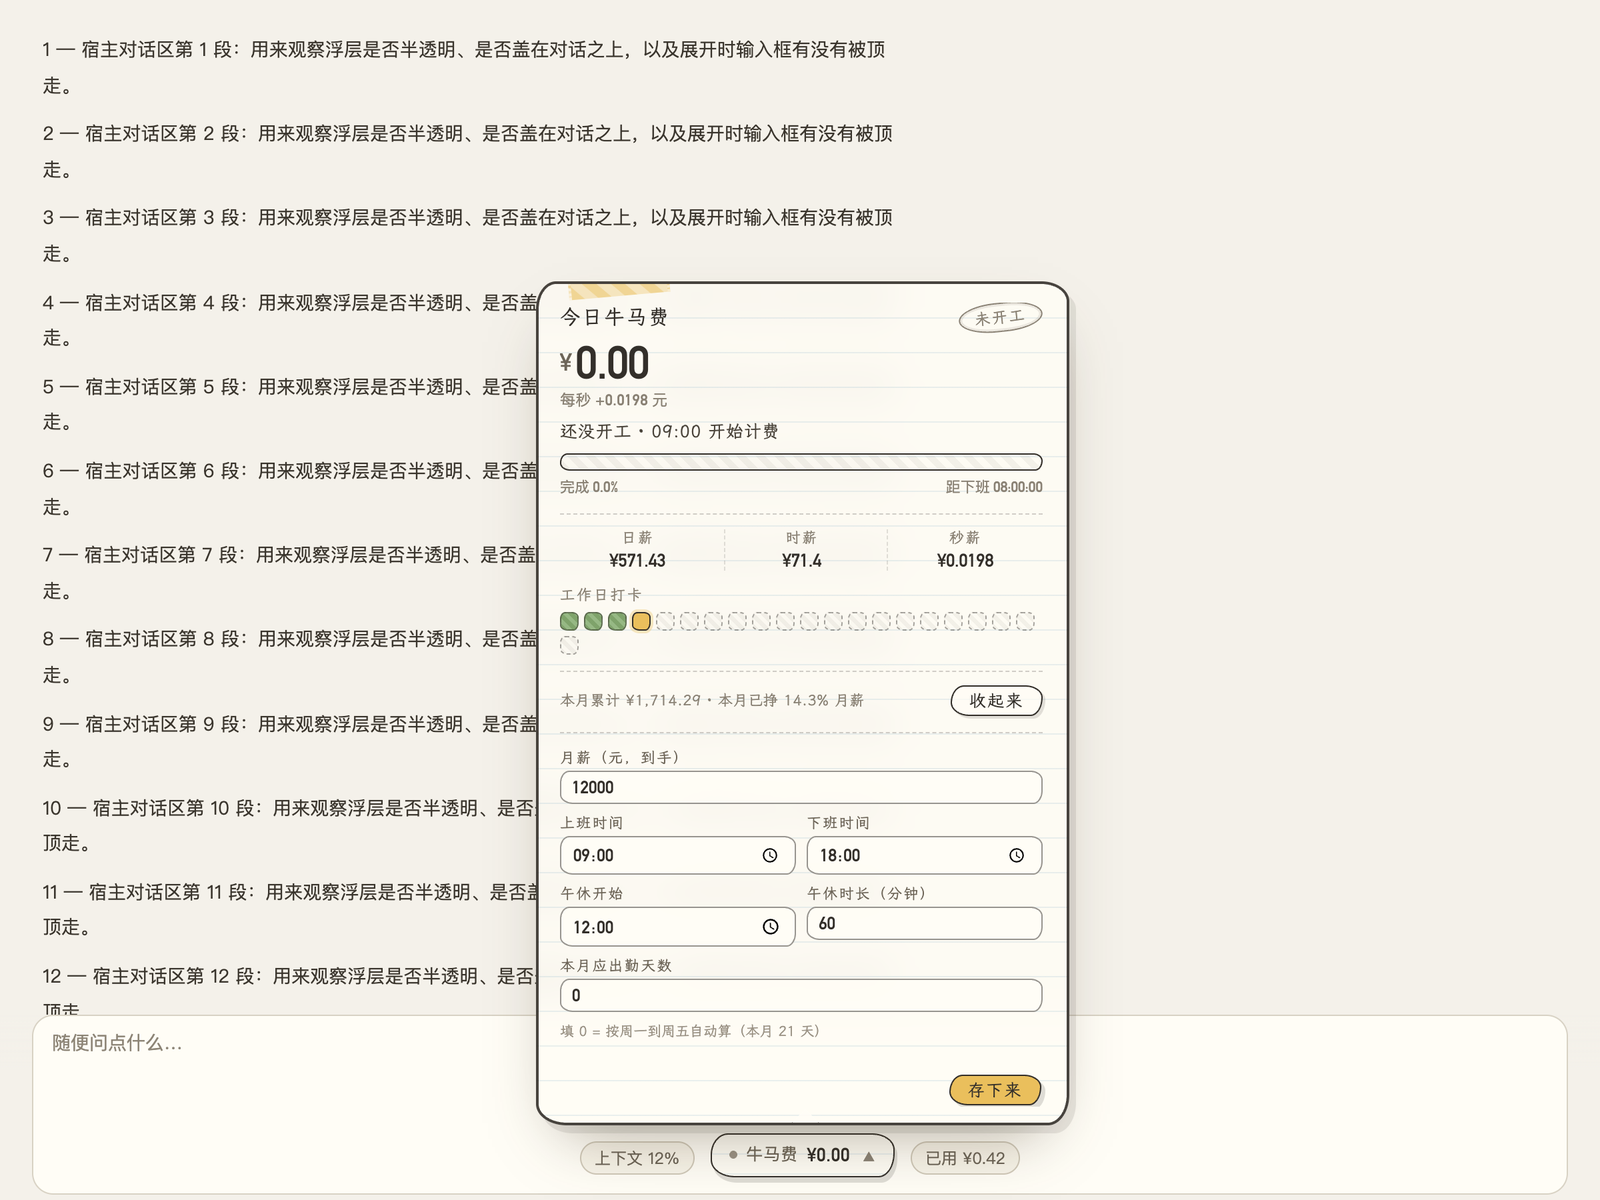 1 — 宿主对话区第 1 段：用来观察浮层是否半透明、是否盖在对话之上，以及展开时输入框有没有被顶
走。
2 — 宿主对话区第 2 段：用来观察浮层是否半透明、是否盖在对话之上，以及展开时输入框有没有被顶
走。
3 — 宿主对话区第 3 段：用来观察浮层是否半透明、是否盖在对话之上，以及展开时输入框有没有被顶
走。
4 — 宿主对话区第 4 段：用来观察浮层是否半透明、是否盖
走。
5 — 宿主对话区第 5 段：用来观察浮层是否半透明、是否盖
走。
6 — 宿主对话区第 6 段：用来观察浮层是否半透明、是否盖
走。
7 — 宿主对话区第 7 段：用来观察浮层是否半透明、是否盖
走。
8 — 宿主对话区第 8 段：用来观察浮层是否半透明、是否盖
走。
9 — 宿主对话区第 9 段：用来观察浮层是否半透明、是否盖
走。
10 — 宿主对话区第 10 段：用来观察浮层是否半透明、是否
顶走。
11 — 宿主对话区第 11 段：用来观察浮层是否半透明、是否盖
顶走。
12 — 宿主对话区第 12 段：用来观察浮层是否半透明、是否
顶走。
今日牛马费
未开工
¥0.00
每秒 +0.0198 元
还没开工・09:00 开始计费
完成 0.0%
距下班 08:00:00
日薪 时薪 秒薪
¥571.43 ¥71.4 ¥0.0198
工作日打卡
本月累计 ¥1,714.29・本月已挣 14.3% 月薪
收起来
月薪（元，到手）
12000
上班时间 下班时间
09:00 18:00
午休开始 午休时长（分钟）
12:00 60
本月应出勤天数
0
填 0 = 按周一到周五自动算（本月 21 天）
存下来
随便问点什么…
上下文 12%
牛马费 ¥0.00 ▲
已用 ¥0.42